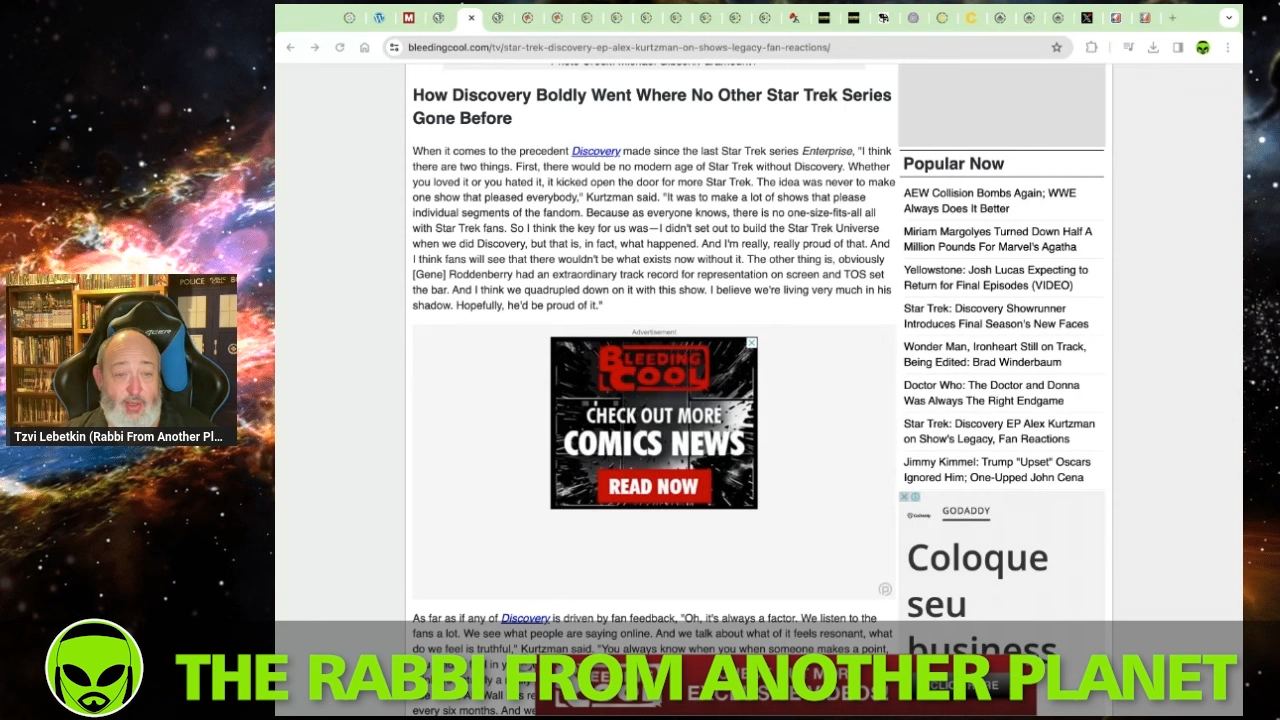 bleedingcool.com/tv/star-trek-discovery-ep-alex-kurtzman-on-shows-legacy-fan-reactions/
How Discovery Boldly Went Where No Other Star Trek Series
Gone Before
When it comes to the precedent Discovery made since the last Star Trek series Enterprise, "I think
there are two things. First, there would be no modern age of Star Trek without Discovery. Whether
you loved it or you hated it, it kicked open the door for more Star Trek. The idea was never to make
one show that pleased everybody," Kurtzman said. "It was to make a lot of shows that please
individual segments of the fandom. Because as everyone knows, there is no one-size-fits-all all
with Star Trek fans. So I think the key for us was—I didn't set out to build the Star Trek Universe
when we did Discovery, but that is, in fact, what happened. And I'm really, really proud of that. And
I think fans will see that there wouldn't be what exists now without it. The other thing is, obviously
[Gene] Roddenberry had an extraordinary track record for representation on screen and TOS set
the bar. And I think we quadrupled down on it with this show. I believe we're living very much in his
shadow. Hopefully, he'd be proud of it."
Advertisement
BLEEDING
COOL
CHECK OUT MORE
COMICS NEWS
READ NOW
As far as if any of Discovery is driven by fan feedback, "Oh, it's always a factor. We listen to the
fans a lot. We see what people are saying online. And we talk about what of it feels resonant, what
do we feel is truthful," Kurtzman said. "You always know when you when someone makes a point,
every six months. And we
Popular Now
AEW Collision Bombs Again; WWE
Always Does It Better
Miriam Margolyes Turned Down Half A
Million Pounds For Marvel's Agatha
Yellowstone: Josh Lucas Expecting to
Return for Final Episodes (VIDEO)
Star Trek: Discovery Showrunner
Introduces Final Season's New Faces
Wonder Man, Ironheart Still on Track,
Being Edited: Brad Winderbaum
Doctor Who: The Doctor and Donna
Was Always The Right Endgame
Star Trek: Discovery EP Alex Kurtzman
on Show's Legacy, Fan Reactions
Jimmy Kimmel: Trump "Upset" Oscars
Ignored Him; One-Upped John Cena
GODADDY
Coloque
seu
business
POLICE
Tzvi Lebetkin (Rabbi From Another Pl...
THE RABBI FROM ANOTHER PLANET